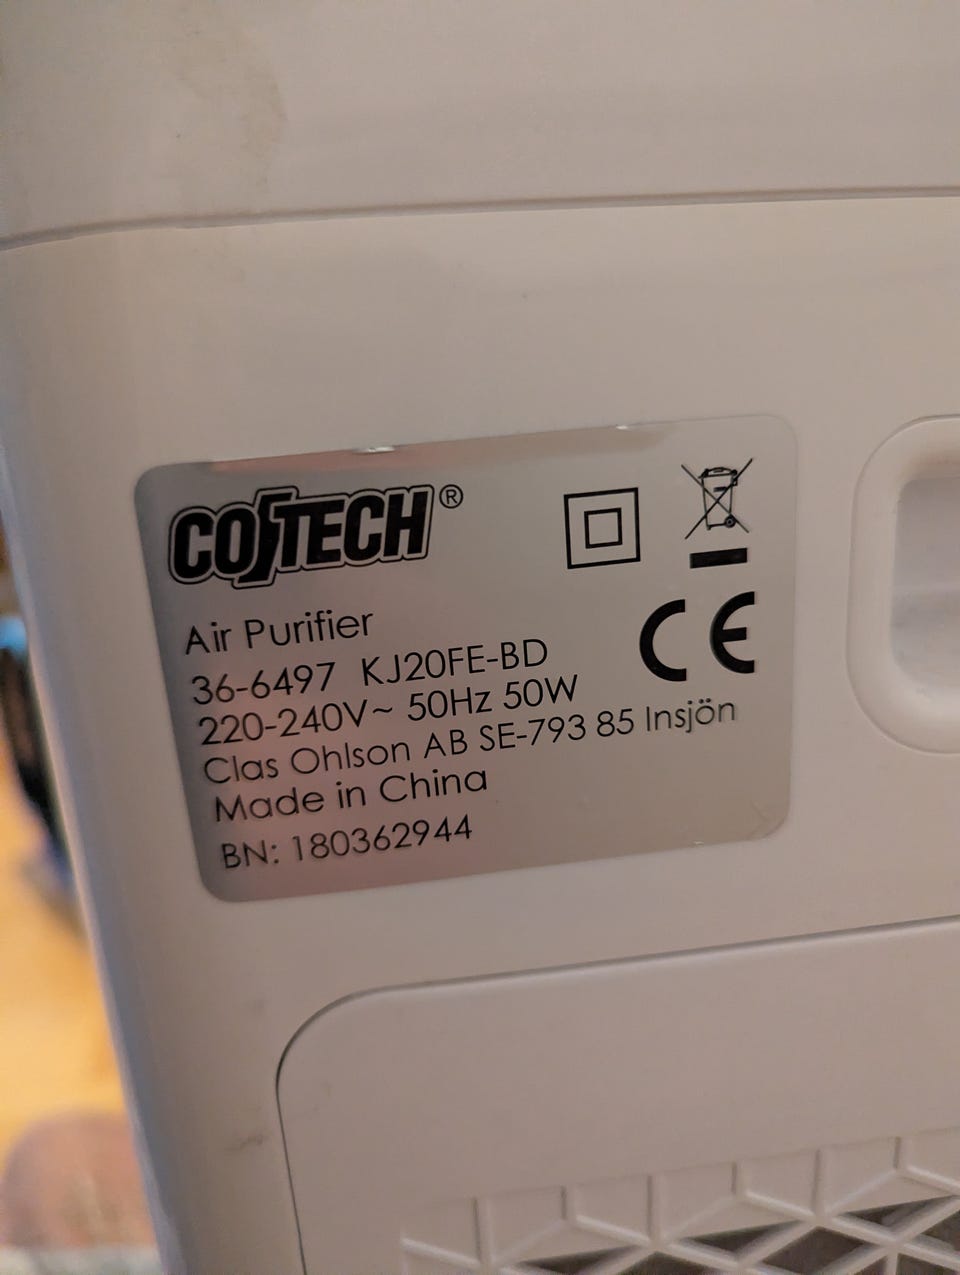 COTECH®
Air Purifier
36-6497 KJ20FE-BD
220-240V~ 50Hz 50W
Clas Ohlson AB SE-793 85 Insjön
Made in China
BN: 180362944
CE